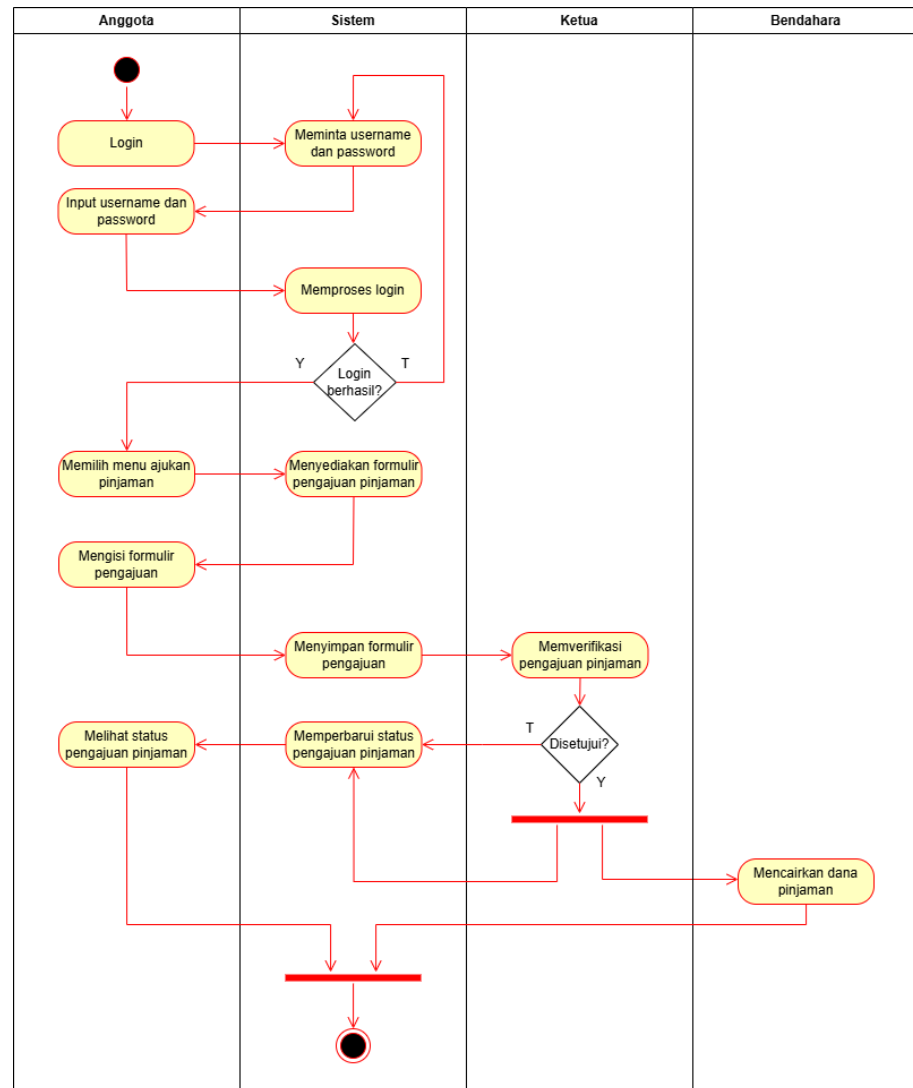 Anggota
Sistem
Ketua
Bendahara
Login
Meminta username
dan password
Input username dan
password
Memproses login
Y
Login
berhasil?
T
Memilih menu ajukan
pinjaman
Menyediakan formulir
pengajuan pinjaman
Mengisi formulir
pengajuan
Menyimpan formulir
pengajuan
Memverifikasi
pengajuan pinjaman
Melihat status
pengajuan pinjaman
Memperbarui status
pengajuan pinjaman
T
Disetujui?
Y
Mencairkan dana
pinjaman